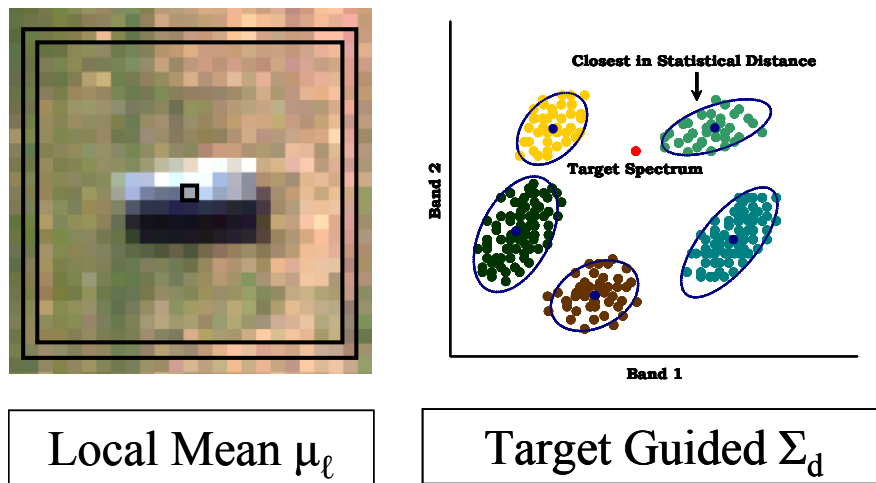 Closest in Statistical Distance
Target Spectrum
Band 2
Band 1
Local Mean μℓ
Target Guided Σd